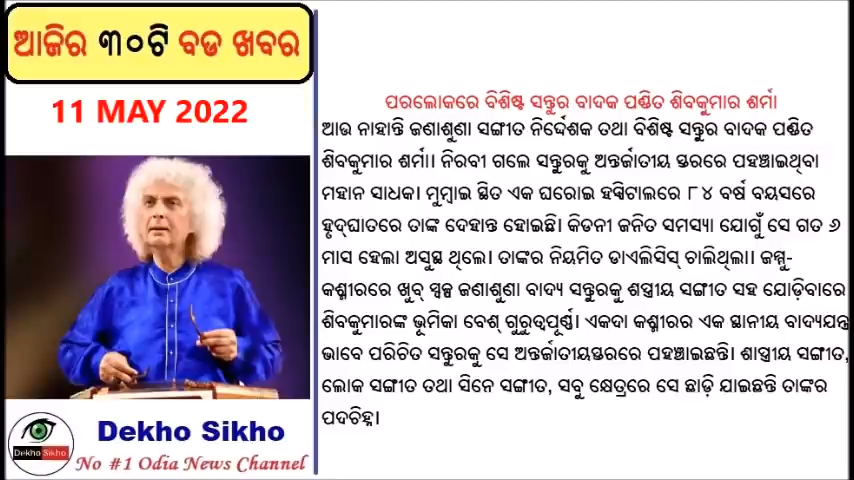 ଆଜିର ୩୦ଟି ବଡ ଖବର
11 MAY 2022
ପରଲୋକରେ ବିଶିଷ୍ଟ ସନ୍ତୁର ବାଦକ ପଣ୍ଡିତ ଶିବକୁମାର ଶର୍ମା
ଆଉ ନାହାନ୍ତି ଜଣାଶୁଣା ସଙ୍ଗୀତ ନିର୍ଦ୍ଦେଶକ ତଥା ବିଶିଷ୍ଟ ସନ୍ତୁର ବାଦକ ପଣ୍ଡିତ
ଶିବକୁମାର ଶର୍ମା। ନିରବୀ ଗଲେ ସନ୍ତୁରକୁ ଅନ୍ତର୍ଜାତୀୟ ସ୍ତରରେ ପହଞ୍ଚାଇଥିବା
ମହାନ ସାଧକ। ମୁମ୍ବାଇ ସ୍ଥିତ ଏକ ଘରୋଇ ହସ୍ପିଟାଲରେ ୮୪ ବର୍ଷ ବୟସରେ
ହୃଦ୍‌ଘାତରେ ତାଙ୍କ ଦେହାନ୍ତ ହୋଇଛି। କିଡନୀ ଜନିତ ସମସ୍ୟା ଯୋଗୁଁ ସେ ଗତ ୬
ମାସ ହେଲା ଅସୁସ୍ଥ ଥିଲେ। ତାଙ୍କର ନିୟମିତ ଡାଏଲିସିସ୍ ଚାଲିଥିଲା। ଜମ୍ମୁ-
କଶ୍ମୀରରେ ଖୁବ୍ ସ୍ୱଳ୍ପ ଜଣାଶୁଣା ବାଦ୍ୟ ସନ୍ତୁରକୁ ଶାସ୍ତ୍ରୀୟ ସଙ୍ଗୀତ ସହ ଯୋଡ଼ିବାରେ
ଶିବକୁମାରଙ୍କ ଭୂମିକା ବେଶ୍ ଗୁରୁତ୍ୱପୂର୍ଣ୍ଣ। ଏକଦା କଶ୍ମୀରର ଏକ ସ୍ଥାନୀୟ ବାଦ୍ୟଯନ୍ତ୍ର
ଭାବେ ପରିଚିତ ସନ୍ତୁରକୁ ସେ ଅନ୍ତର୍ଜାତୀୟସ୍ତରରେ ପହଞ୍ଚାଇଛନ୍ତି। ଶାସ୍ତ୍ରୀୟ ସଙ୍ଗୀତ,
ଲୋକ ସଙ୍ଗୀତ ତଥା ସିନେ ସଙ୍ଗୀତ, ସବୁ କ୍ଷେତ୍ରରେ ସେ ଛାଡ଼ି ଯାଇଛନ୍ତି ତାଙ୍କର
ପଦଚିହ୍ନ।
Dekho Sikho
Dekho Sikho
No #1 Odia News Channel